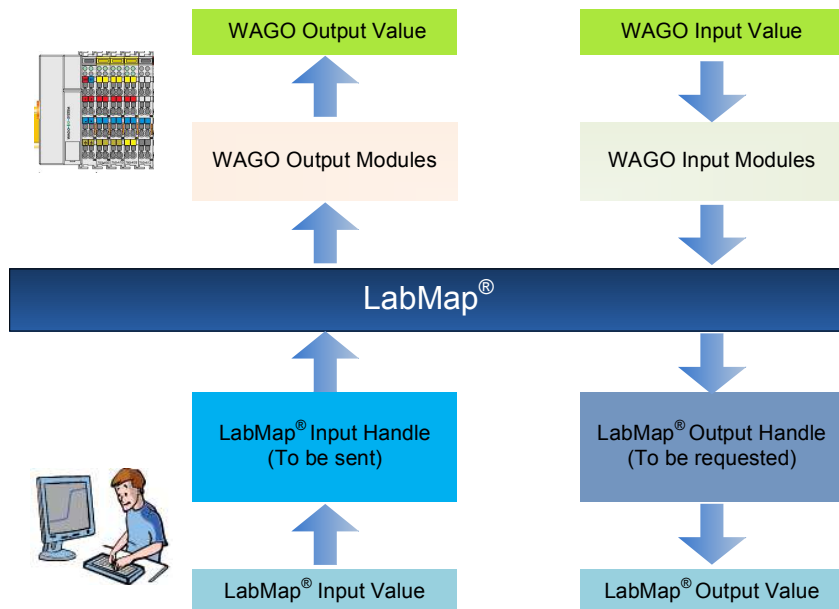 WAGO Output Value
WAGO Input Value
WAGO Output Modules
WAGO Input Modules
LabMap®
LabMap® Input Handle
(To be sent)
LabMap® Output Handle
(To be requested)
LabMap® Input Value
LabMap® Output Value